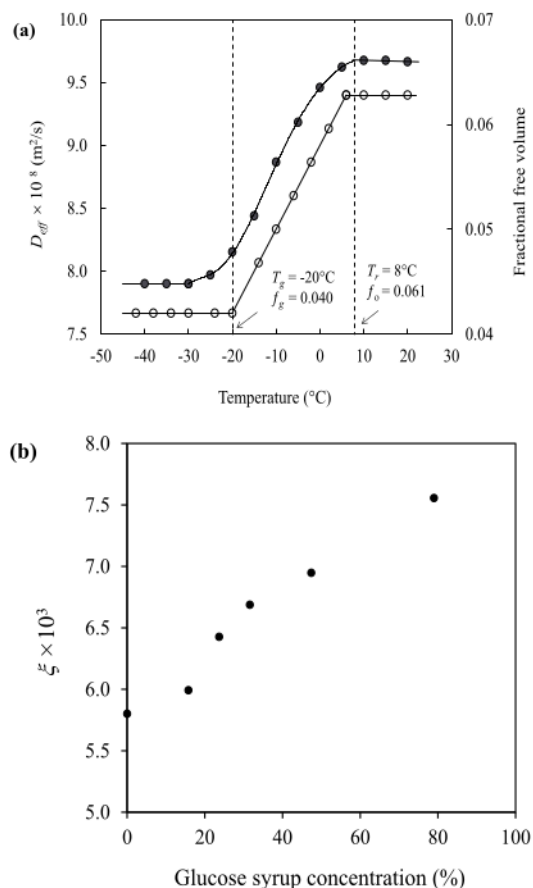 (a)
10.0
9.5
9.0
8.5
8.0
7.5
D_eff × 10⁸ (m²/s)
0.07
0.06
0.05
0.04
Fractional free volume
T_g = -20°C
f_g = 0.040
T_r = 8°C
f_o = 0.061
-50 -40 -30 -20 -10 0 10 20 30
Temperature (°C)
(b)
8.0
7.5
7.0
6.5
6.0
5.5
5.0
ξ ×10³
0 20 40 60 80 100
Glucose syrup concentration (%)